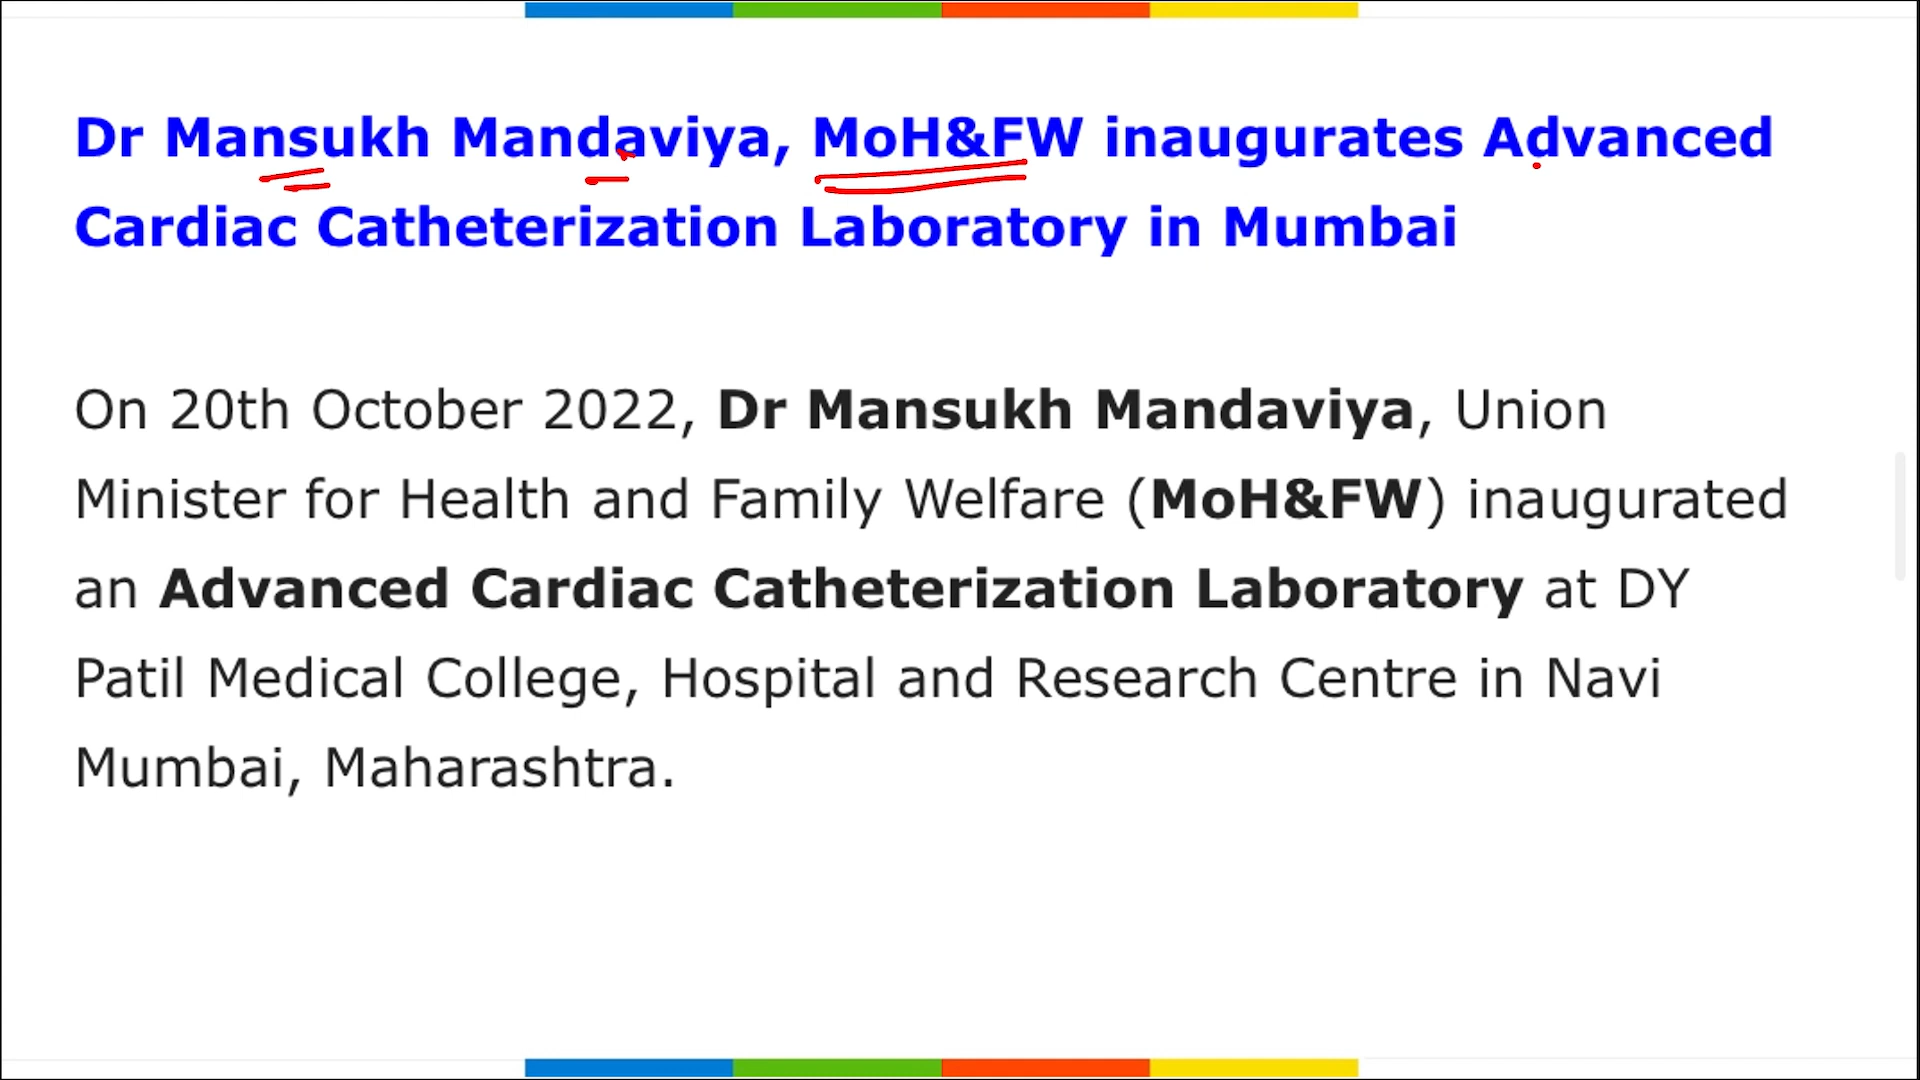 Dr Mansukh Mandaviya, MoH&FW inaugurates Advanced
Cardiac Catheterization Laboratory in Mumbai
On 20th October 2022, Dr Mansukh Mandaviya, Union
Minister for Health and Family Welfare (MoH&FW) inaugurated
an Advanced Cardiac Catheterization Laboratory at DY
Patil Medical College, Hospital and Research Centre in Navi
Mumbai, Maharashtra.